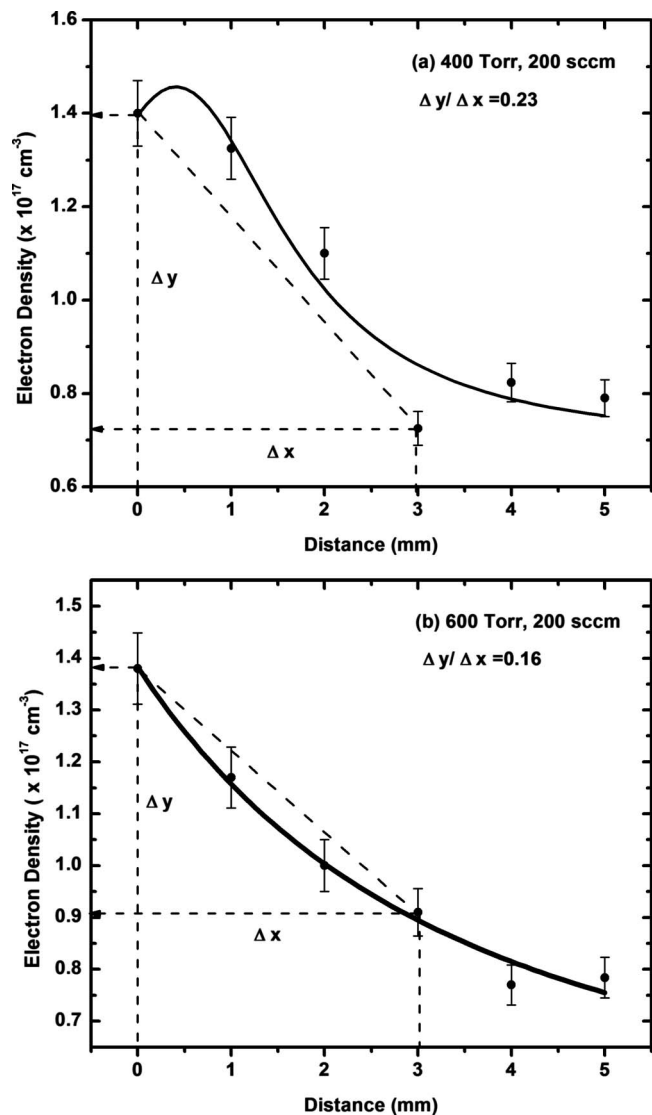 1.6
1.4
1.2
1.0
0.8
0.6
Electron Density (x 10¹⁷ cm⁻³)
(a) 400 Torr, 200 sccm
Δ y/ Δ x =0.23
Δ y
Δ x
0 1 2 3 4 5
Distance (mm)
1.5
1.4
1.3
1.2
1.1
1.0
0.9
0.8
0.7
Electron Density ( x 10¹⁷ cm⁻³)
(b) 600 Torr, 200 sccm
Δ y/ Δ x =0.16
Δ y
Δ x
0 1 2 3 4 5
Distance (mm)